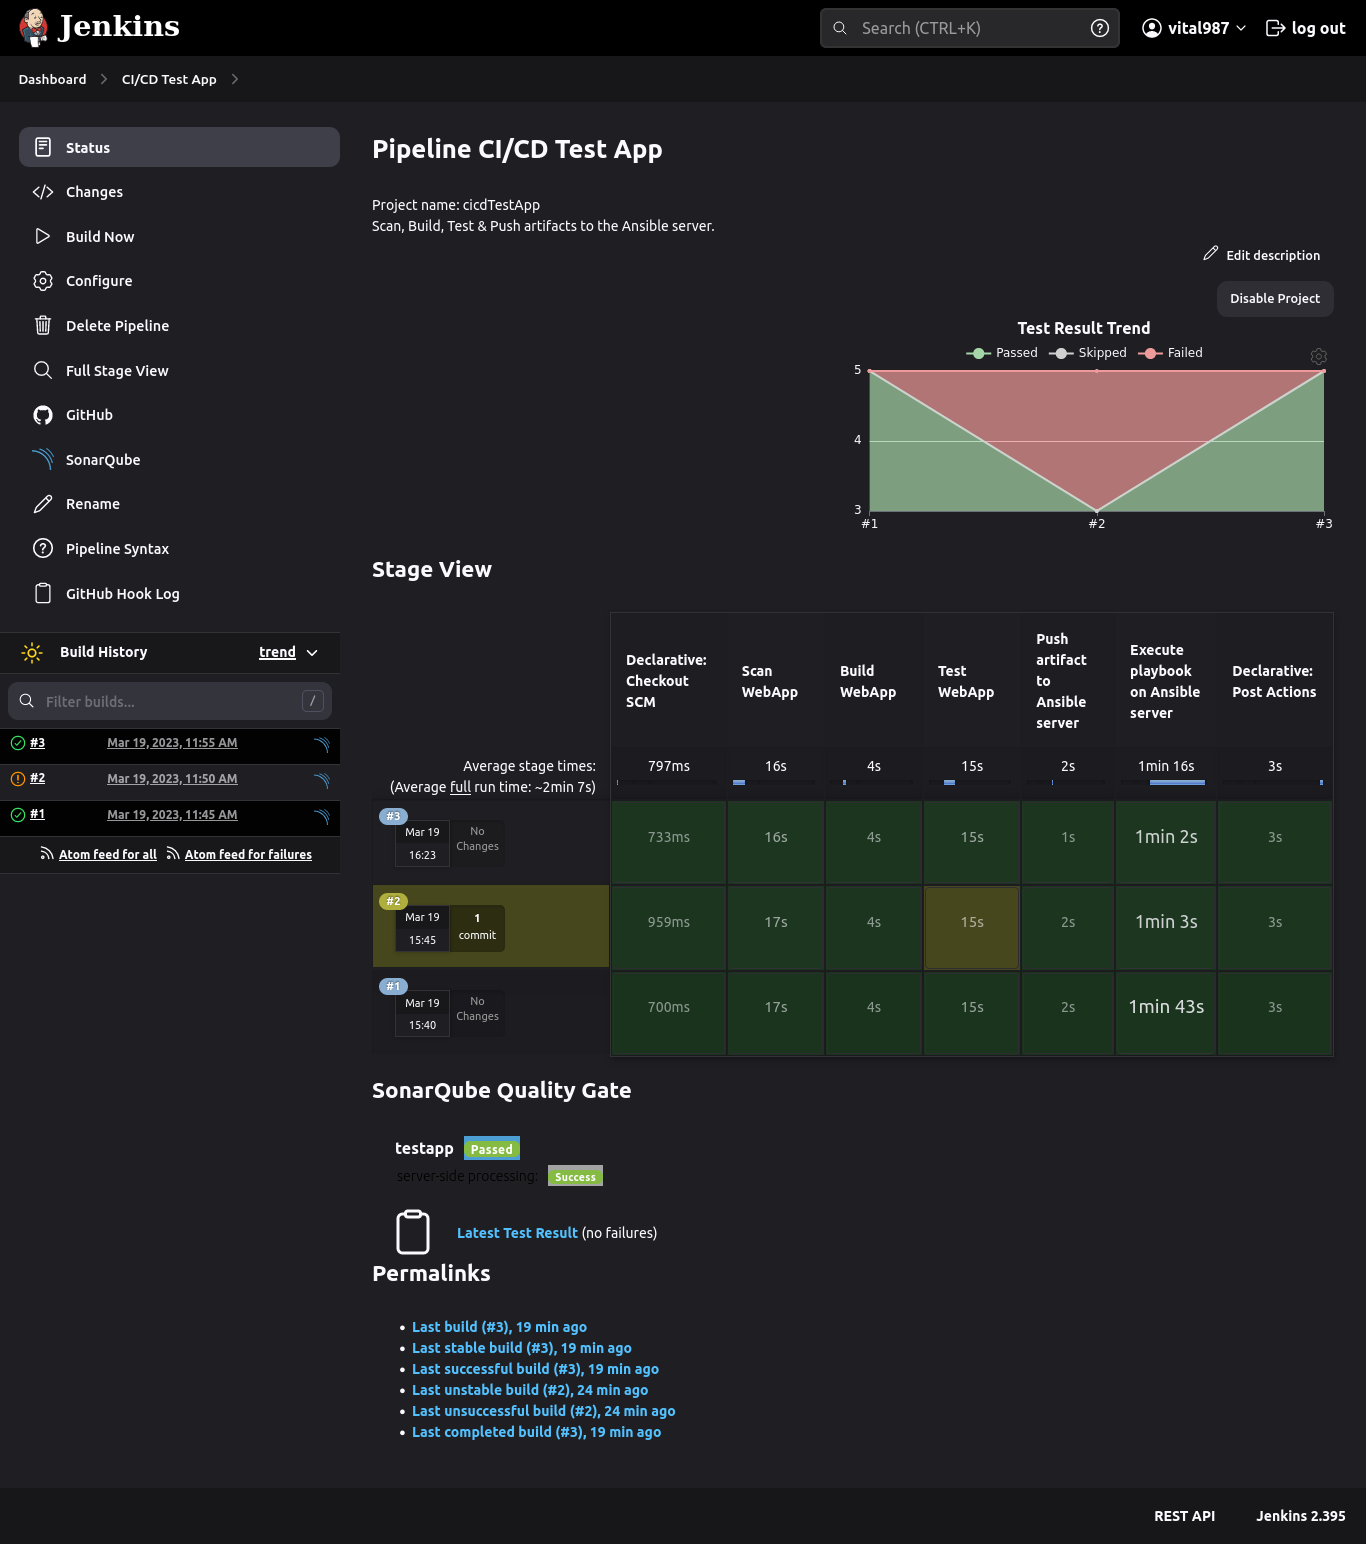 Jenkins
Search (CTRL+K)
vital987
log out
Dashboard
CI/CD Test App
Status
Changes
Build Now
Configure
Delete Pipeline
Full Stage View
GitHub
SonarQube
Rename
Pipeline Syntax
GitHub Hook Log
Build History
trend
Filter builds...
/
#3 Mar 19, 2023, 11:55 AM
#2 Mar 19, 2023, 11:50 AM
#1 Mar 19, 2023, 11:45 AM
Atom feed for all Atom feed for failures
Pipeline CI/CD Test App
Project name: cicdTestApp
Scan, Build, Test & Push artifacts to the Ansible server.
Edit description
Disable Project
Test Result Trend
Passed Skipped Failed
5
4
3
#1 #2 #3
Stage View
Declarative:
Checkout
SCM
Scan
WebApp
Build
WebApp
Test
WebApp
Push
artifact
to
Ansible
server
Execute
playbook
on Ansible
server
Declarative:
Post Actions
Average stage times:
(Average full run time: ~2min 7s)
797ms 16s 4s 15s 2s 1min 16s 3s
#3
Mar 19
16:23
No
Changes
733ms 16s 4s 15s 1s 1min 2s 3s
#2
Mar 19
15:45
1
commit
959ms 17s 4s 15s 2s 1min 3s 3s
#1
Mar 19
15:40
No
Changes
700ms 17s 4s 15s 2s 1min 43s 3s
SonarQube Quality Gate
testapp Passed
server-side processing: Success
Latest Test Result (no failures)
Permalinks
Last build (#3), 19 min ago
Last stable build (#3), 19 min ago
Last successful build (#3), 19 min ago
Last unstable build (#2), 24 min ago
Last unsuccessful build (#2), 24 min ago
Last completed build (#3), 19 min ago
REST API
Jenkins 2.395